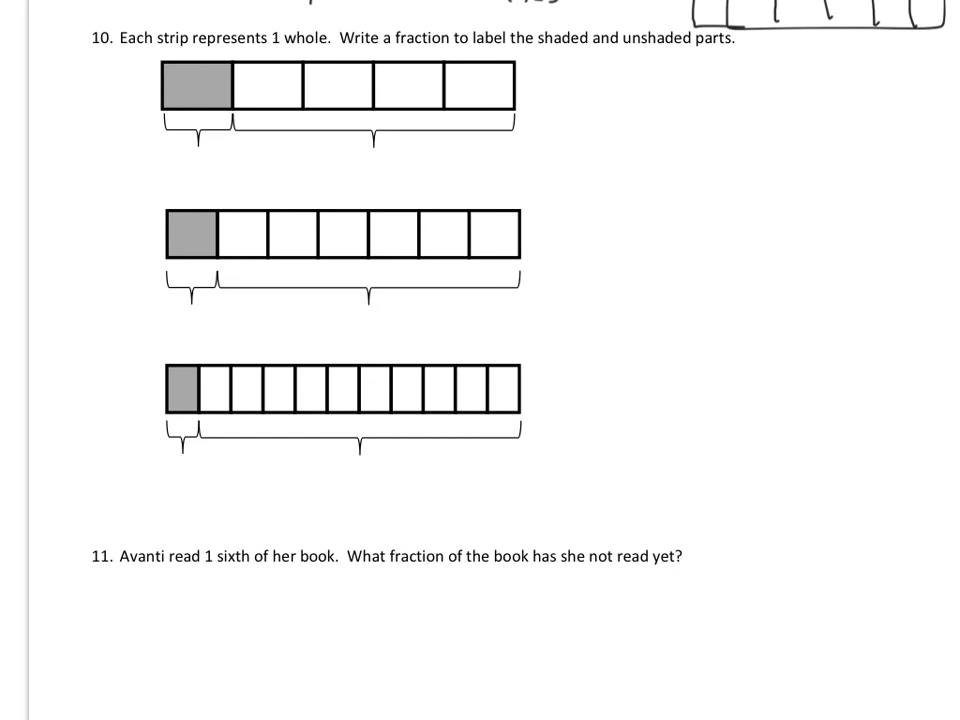 10. Each strip represents 1 whole. Write a fraction to label the shaded and unshaded parts.
11. Avanti read 1 sixth of her book. What fraction of the book has she not read yet?